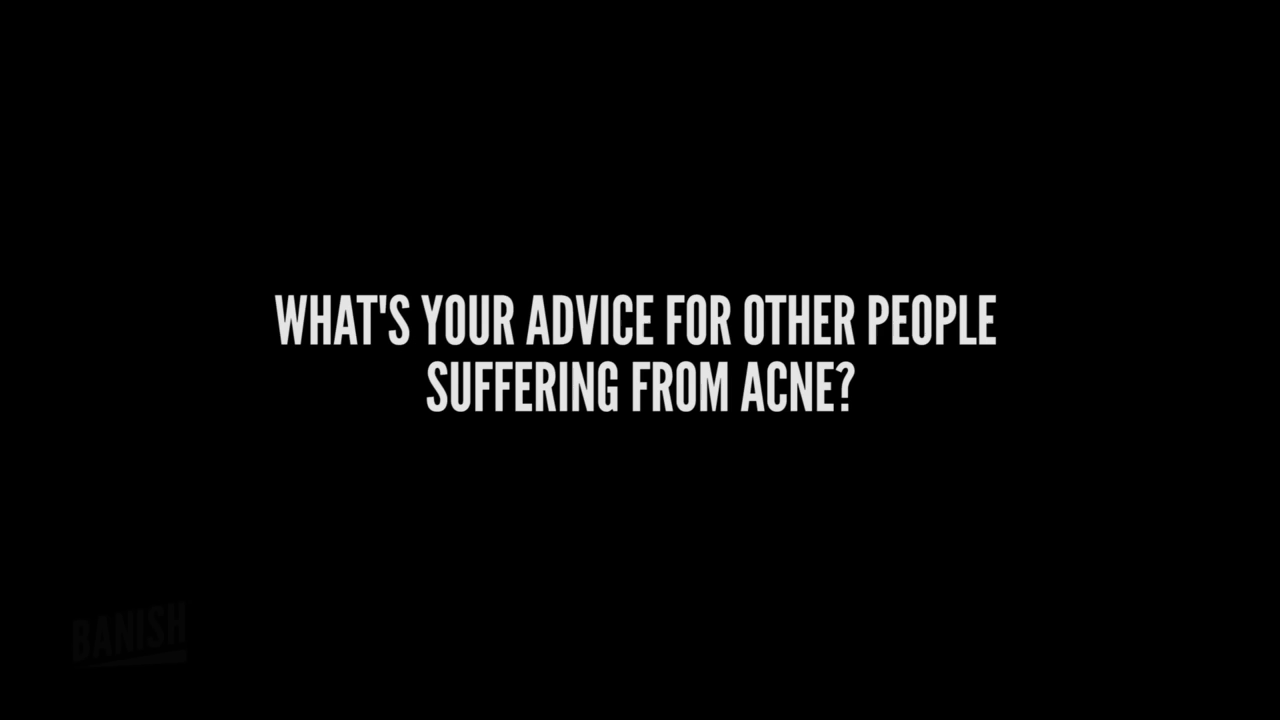 WHAT'S YOUR ADVICE FOR OTHER PEOPLE
SUFFERING FROM ACNE?
BANISH